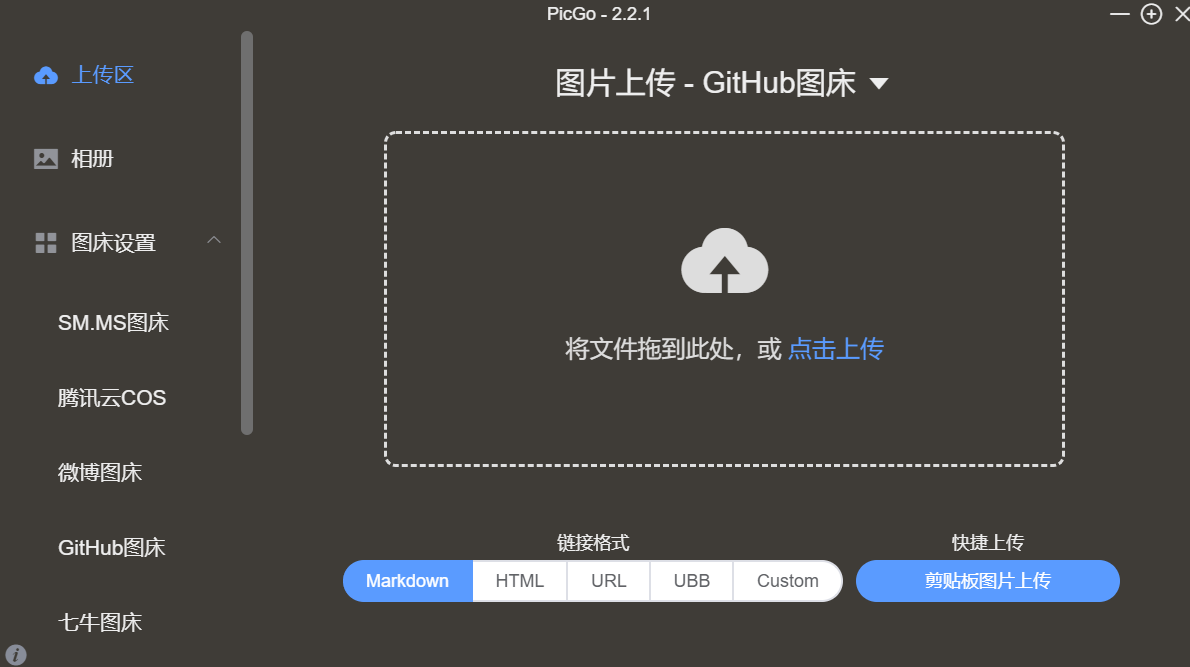 PicGo - 2.2.1
上传区
相册
图床设置
SM.MS图床
腾讯云COS
微博图床
GitHub图床
七牛图床
图片上传 - GitHub图床
将文件拖到此处，或 点击上传
链接格式
Markdown HTML URL UBB Custom
快捷上传
剪贴板图片上传